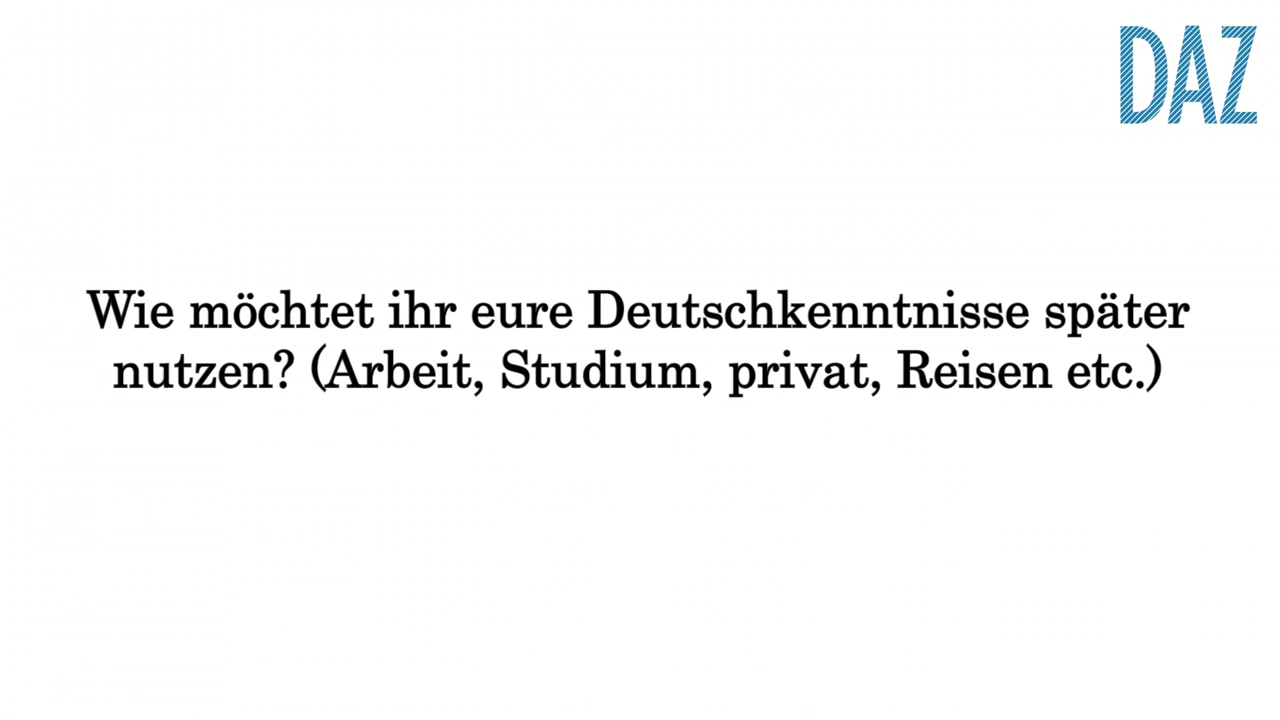 DAZ
Wie möchtet ihr eure Deutschkenntnisse später
nutzen? (Arbeit, Studium, privat, Reisen etc.)